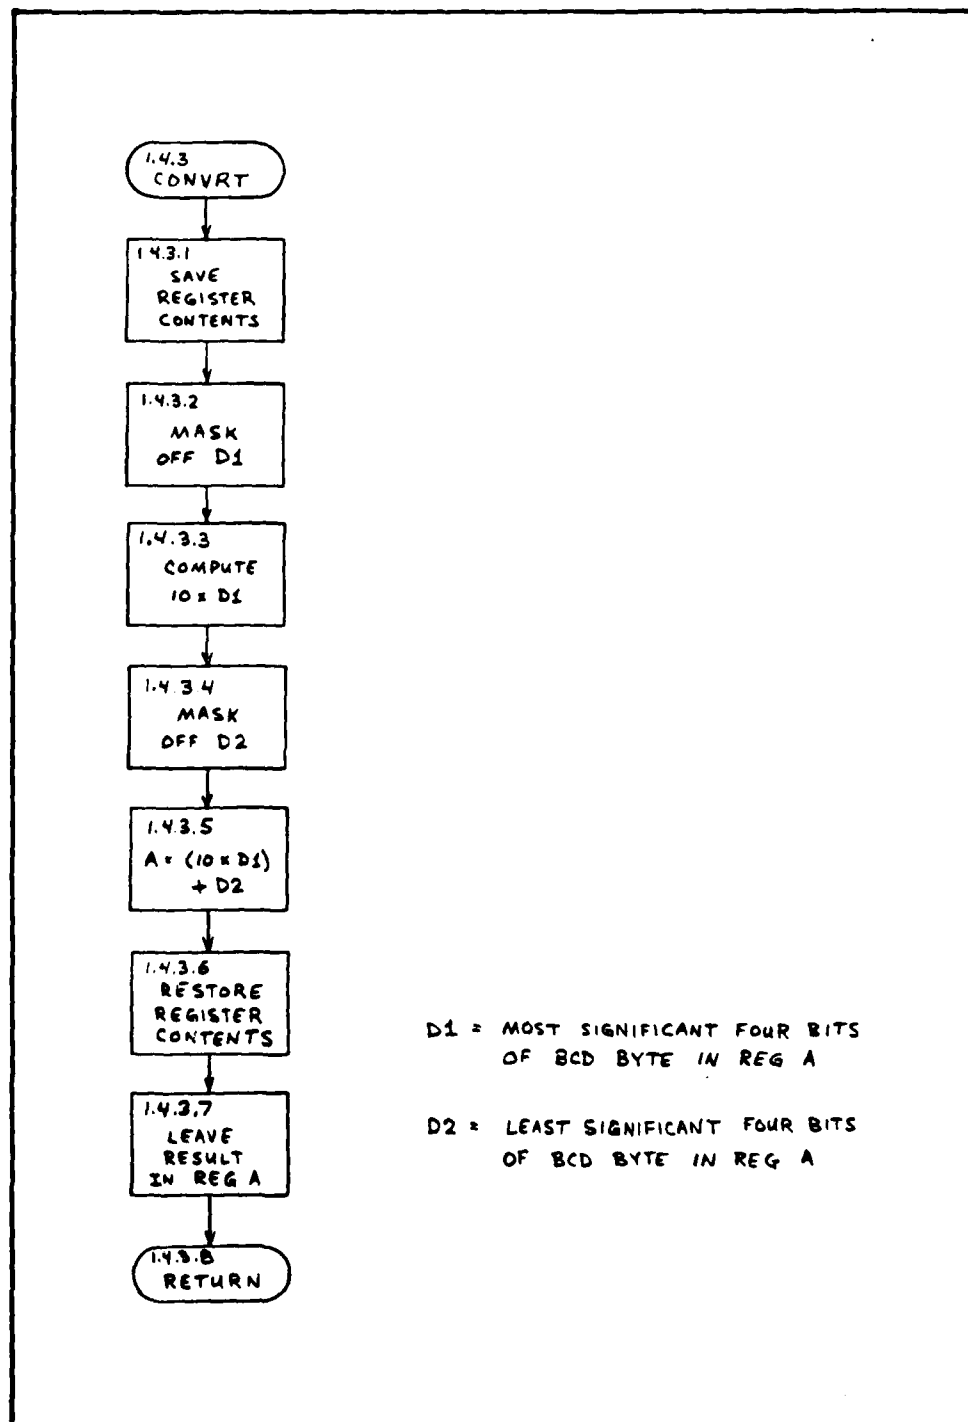 1.4.3
CONVRT
1.4.3.1
SAVE
REGISTER
CONTENTS
1.4.3.2
MASK
OFF D1
1.4.3.3
COMPUTE
10 x D1
1.4.3.4
MASK
OFF D2
1.4.3.5
A = (10 x D1)
+ D2
1.4.3.6
RESTORE
REGISTER
CONTENTS
1.4.3.7
LEAVE
RESULT
IN REG A
1.4.3.8
RETURN
D1 = MOST SIGNIFICANT FOUR BITS
OF BCD BYTE IN REG A
D2 = LEAST SIGNIFICANT FOUR BITS
OF BCD BYTE IN REG A